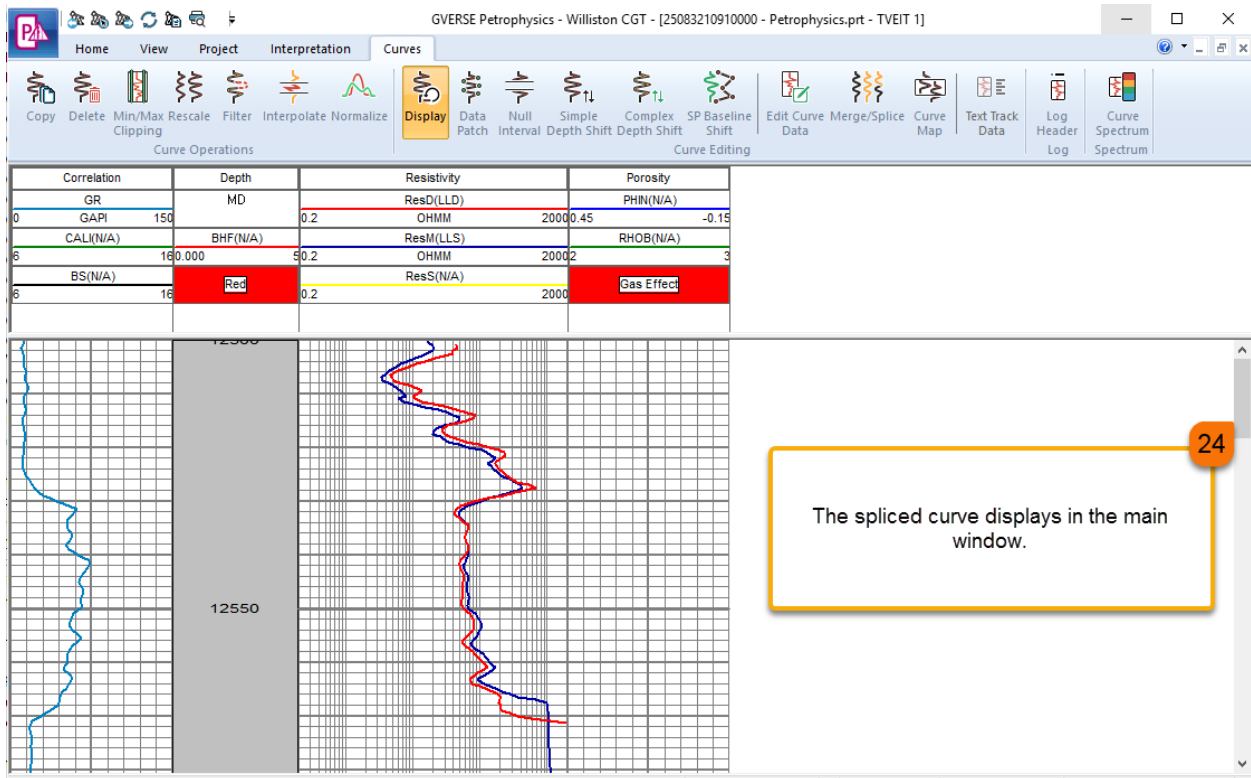 GVERSE Petrophysics - Williston CGT - [25083210910000 - Petrophysics.prt - TVEIT 1]
PA
Home View Project Interpretation Curves
Copy Delete Min/Max Clipping Rescale Filter Interpolate Normalize Display Data Patch Null Interval Simple Depth Shift Complex Depth Shift SP Baseline Shift Edit Curve Data Merge/Splice Curve Map Text Track Data Log Header Curve Spectrum
Curve Operations Curve Editing Log Spectrum
Correlation Depth Resistivity Porosity
GR MD ResD(LLD) PHIN(N/A)
0 GAPI 150 0.2 OHMM 2000 0.45 -0.15
CALI(N/A) BHF(N/A) ResM(LLS) RHOB(N/A)
6 16 0.000 5 0.2 OHMM 2000 2 3
BS(N/A) Red ResS(N/A) Gas Effect
6 16 0.2 2000
24
The spliced curve displays in the main
window.
12550